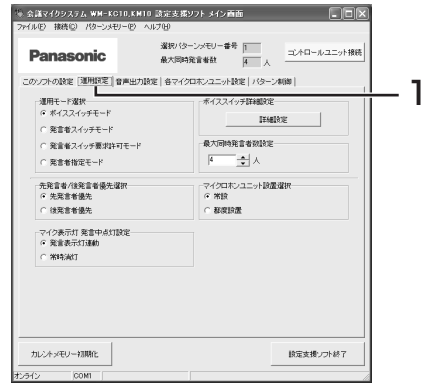 会議マイクシステム WM-KC10,KM10 設定支援ソフト メイン画面
ファイル(F) 接続(C) パターンメモリー(P) ヘルプ(H)
Panasonic
選択パターンメモリー番号 1
最大同時発言者数 4 人
コントロールユニット接続
このソフトの設定 運用設定 音声出力設定 各マイクロホンユニット設定 パターン制御
1
運用モード選択
ボイススイッチモード
発言者スイッチモード
発言者スイッチ要求許可モード
発言者指定モード
ボイススイッチ詳細設定
詳細設定
最大同時発言者数設定
4 人
先発言者/後発言者優先選択
先発言者優先
後発言者優先
マイクロホンユニット設置選択
常設
都度設置
マイク表示灯 発言中点灯設定
発言表示灯連動
常時消灯
カレントメモリー初期化
設定支援ソフト終了
オンライン COM1